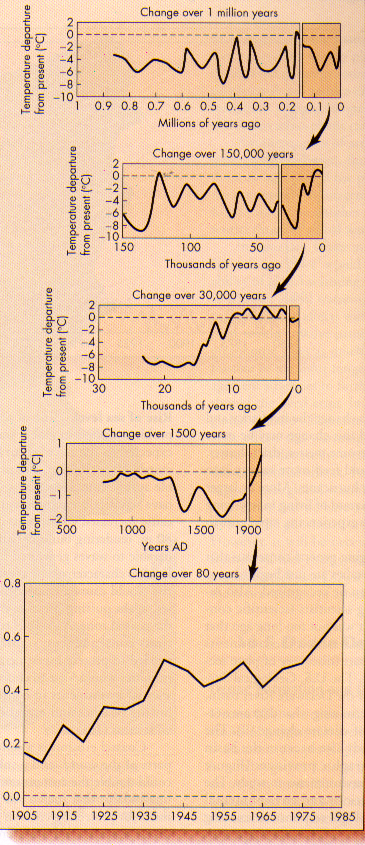 Change over 1 million years
Temperature departure
from present (°C)
2
0
−2
−4
−6
−8
−10
1 0.9 0.8 0.7 0.6 0.5 0.4 0.3 0.2 0.1 0
Millions of years ago
Change over 150,000 years
Temperature departure
from present (°C)
2
0
−2
−4
−6
−8
−10
150 100 50 0
Thousands of years ago
Change over 30,000 years
Temperature departure
from present (°C)
2
0
−2
−4
−6
−8
−10
30 20 10 0
Thousands of years ago
Change over 1500 years
Temperature departure
from present (°C)
1
0
−1
−2
500 1000 1500 1900
Years AD
Change over 80 years
0.8
0.6
0.4
0.2
0.0
1905 1915 1925 1935 1945 1955 1965 1975 1985